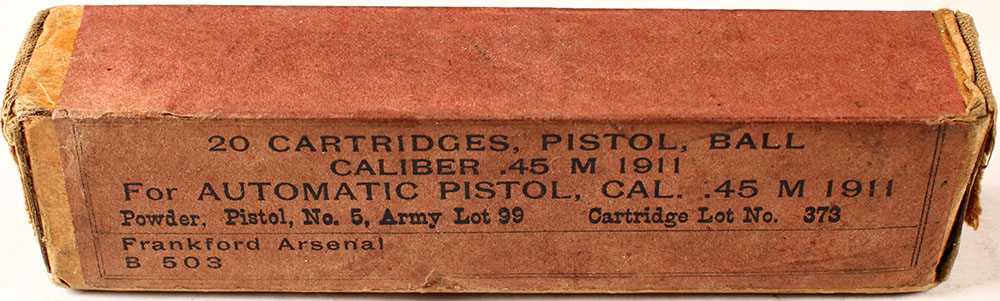 20 CARTRIDGES, PISTOL, BALL
CALIBER .45 M 1911
For AUTOMATIC PISTOL, CAL. .45 M 1911
Powder, Pistol, No. 5, Army Lot 99 Cartridge Lot No. 373
Frankford Arsenal
B 503